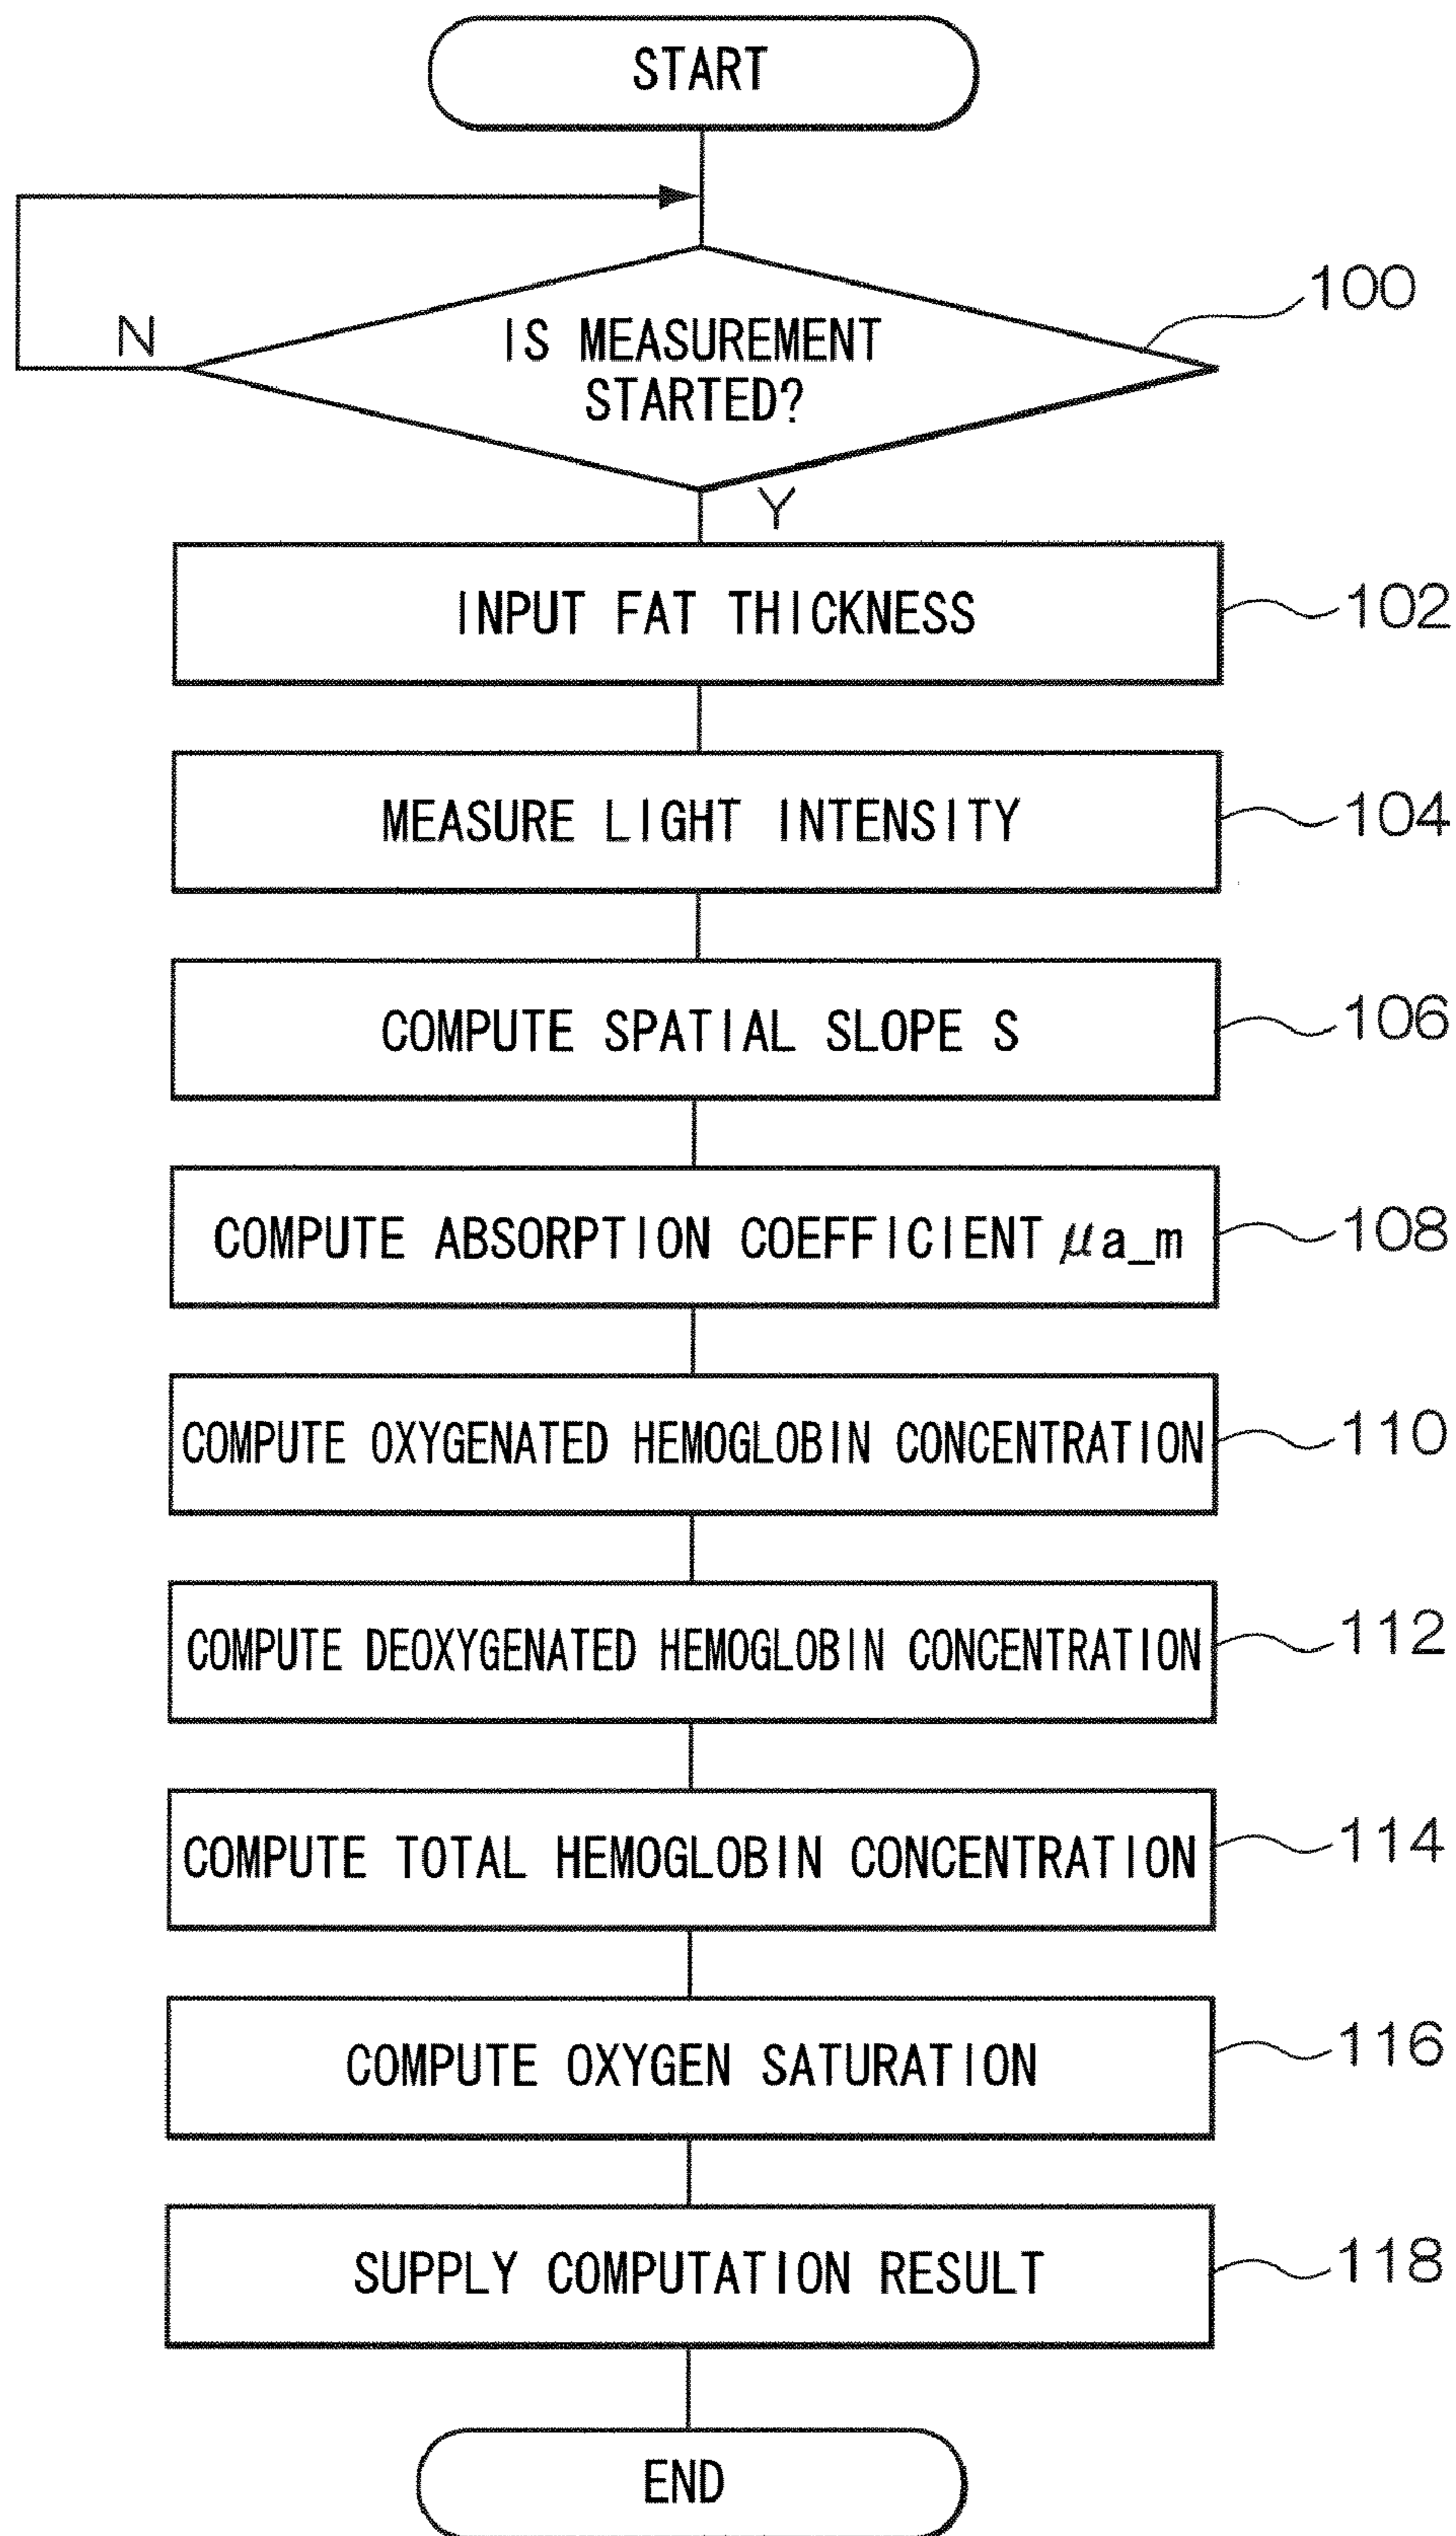 START
N
IS MEASUREMENT
STARTED?
100
Y
INPUT FAT THICKNESS
102
MEASURE LIGHT INTENSITY
104
COMPUTE SPATIAL SLOPE S
106
COMPUTE ABSORPTION COEFFICIENT μa_m
108
COMPUTE OXYGENATED HEMOGLOBIN CONCENTRATION
110
COMPUTE DEOXYGENATED HEMOGLOBIN CONCENTRATION
112
COMPUTE TOTAL HEMOGLOBIN CONCENTRATION
114
COMPUTE OXYGEN SATURATION
116
SUPPLY COMPUTATION RESULT
118
END